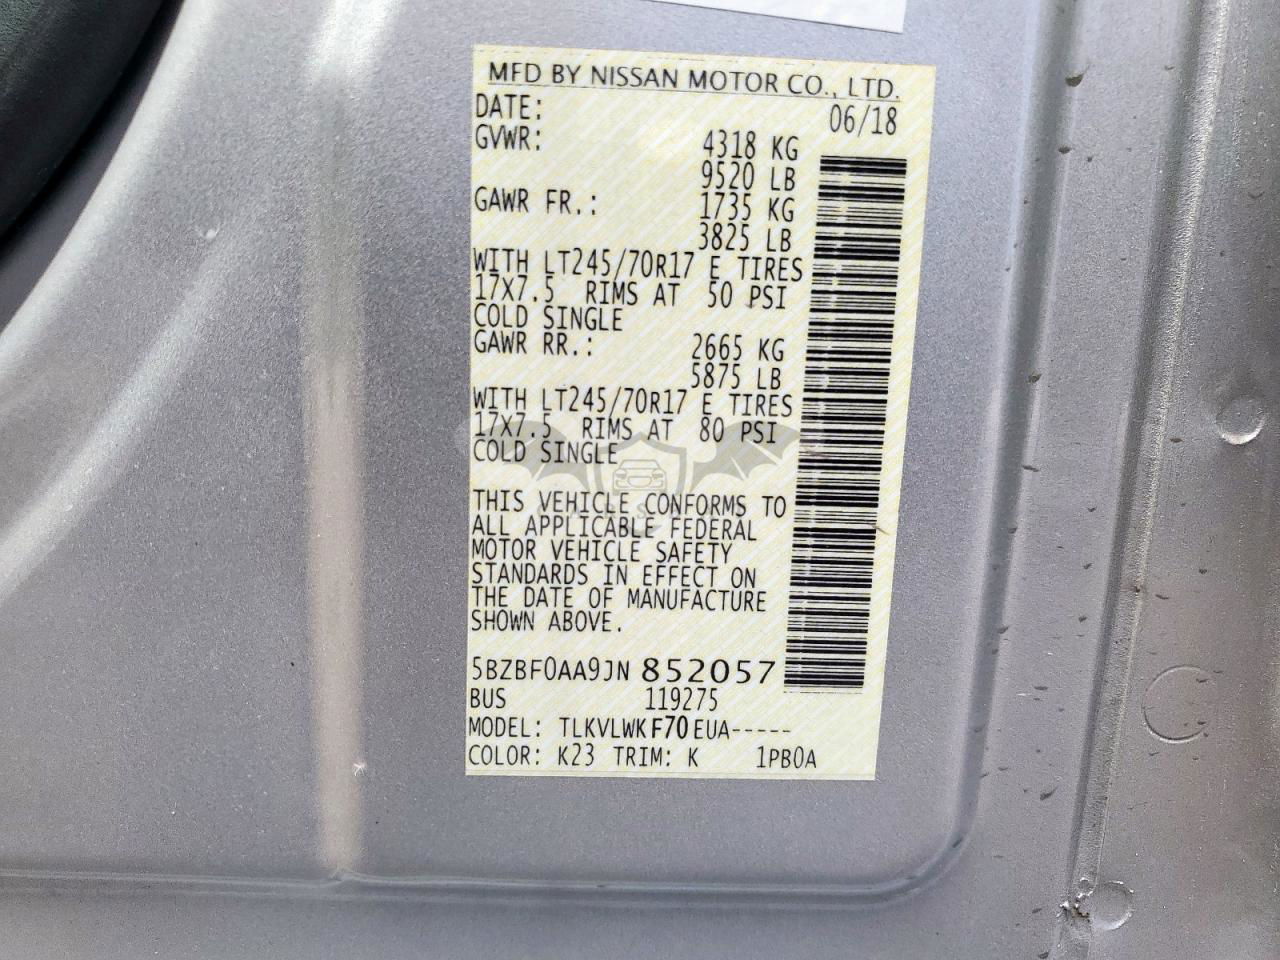 MFD BY NISSAN MOTOR CO., LTD.
DATE: 06/18
GVWR: 4318 KG
9520 LB
GAWR FR.: 1735 KG
3825 LB
WITH LT245/70R17 E TIRES
17X7.5 RIMS AT 50 PSI
COLD SINGLE
GAWR RR.: 2665 KG
5875 LB
WITH LT245/70R17 E TIRES
17X7.5 RIMS AT 80 PSI
COLD SINGLE
THIS VEHICLE CONFORMS TO
ALL APPLICABLE FEDERAL
MOTOR VEHICLE SAFETY
STANDARDS IN EFFECT ON
THE DATE OF MANUFACTURE
SHOWN ABOVE.
5BZBF0AA9JN852057
BUS 119275
MODEL: TLKVLWKF70EUA-----
COLOR: K23 TRIM: K 1PB0A